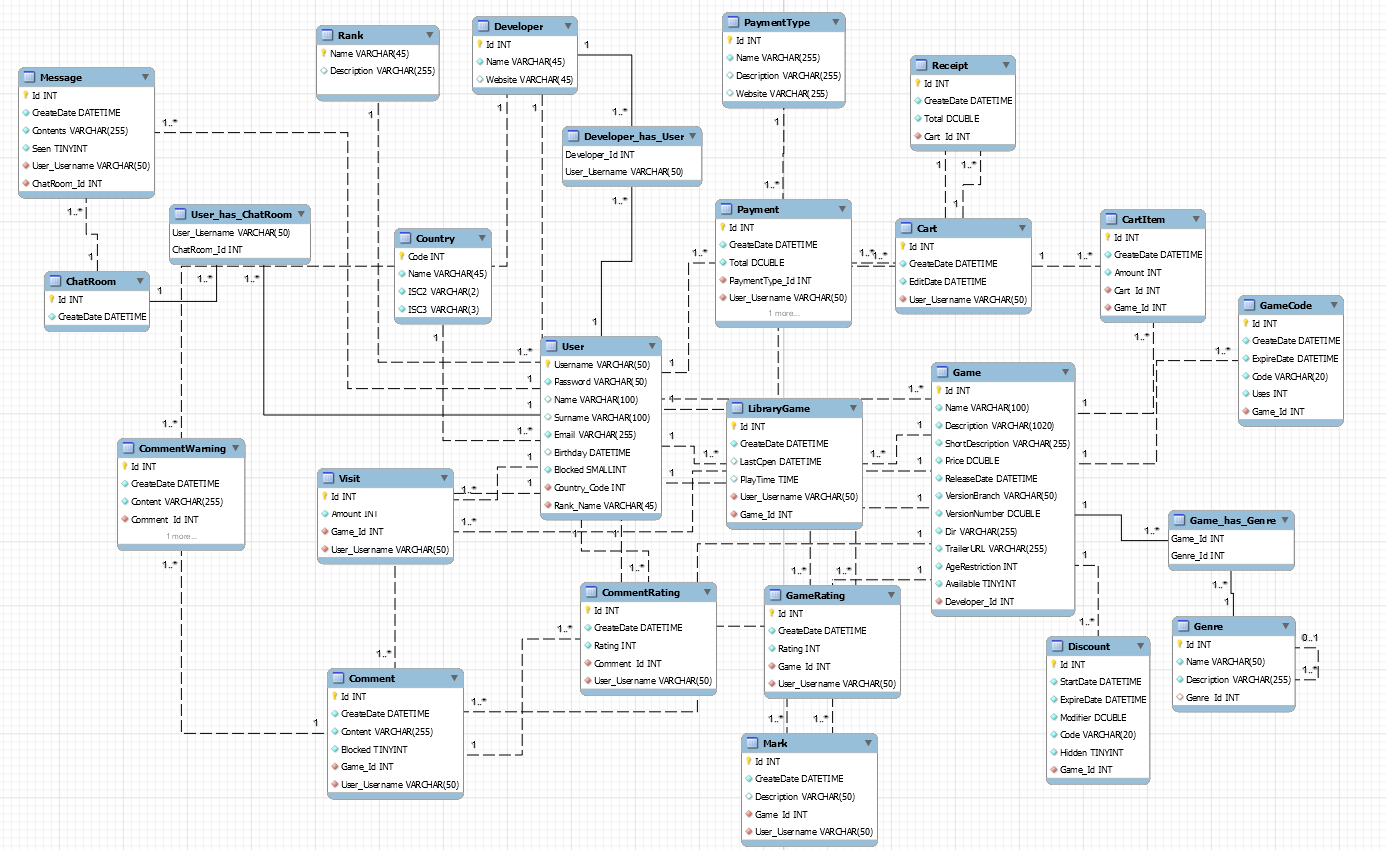 Rank
Name VARCHAR(45)
Description VARCHAR(255)
Developer
Id INT
Name VARCHAR(45)
Website VARCHAR(45)
PaymentType
Id INT
Name VARCHAR(255)
Description VARCHAR(255)
Website VARCHAR(255)
Receipt
Id INT
CreateDate DATETIME
Total DCUBLE
Cart_Id INT
Message
Id INT
CreateDate DATETIME
Contents VARCHAR(255)
Seen TINYINT
User_Username VARCHAR(50)
ChatRoom_Id INT
Developer_has_User
Developer_Id INT
User_Username VARCHAR(50)
User_has_ChatRoom
User_Username VARCHAR(50)
ChatRoom_Id INT
Country
Code INT
Name VARCHAR(45)
ISC2 VARCHAR(2)
ISC3 VARCHAR(3)
Payment
Id INT
CreateDate DATETIME
Total DCUBLE
PaymentType_Id INT
User_Username VARCHAR(50)
1 more...
Cart
Id INT
CreateDate DATETIME
EditDate DATETIME
User_Username VARCHAR(50)
CartItem
Id INT
CreateDate DATETIME
Amount INT
Cart_Id INT
Game_Id INT
ChatRoom
Id INT
CreateDate DATETIME
GameCode
Id INT
CreateDate DATETIME
ExpireDate DATETIME
Code VARCHAR(20)
Uses INT
Game_Id INT
User
Username VARCHAR(50)
Password VARCHAR(50)
Name VARCHAR(100)
Surname VARCHAR(100)
Email VARCHAR(255)
Birthday DATETIME
Blocked SMALLINT
Country_Code INT
Rank_Name VARCHAR(45)
LibraryGame
Id INT
CreateDate DATETIME
LastCpen DATETIME
PlayTime TIME
User_Username VARCHAR(50)
Game_Id INT
Game
Id INT
Name VARCHAR(100)
Description VARCHAR(1020)
ShortDescription VARCHAR(255)
Price DCUBLE
ReleaseDate DATETIME
VersionBranch VARCHAR(50)
VersionNumber DCUBLE
Dir VARCHAR(255)
TrailerURL VARCHAR(255)
AgeRestriction INT
Available TINYINT
Developer_Id INT
CommentWarning
Id INT
CreateDate DATETIME
Content VARCHAR(255)
Comment_Id INT
1 more...
Visit
Id INT
Amount INT
Game_Id INT
User_Username VARCHAR(50)
Game_has_Genre
Game_Id INT
Genre_Id INT
CommentRating
Id INT
CreateDate DATETIME
Rating INT
Comment_Id INT
User_Username VARCHAR(50)
GameRating
Id INT
CreateDate DATETIME
Rating INT
Game_Id INT
User_Username VARCHAR(50)
Genre
Id INT
Name VARCHAR(50)
Description VARCHAR(255)
Genre_Id INT
0..1
1..*
Discount
Id INT
StartDate DATETIME
ExpireDate DATETIME
Modifier DCUBLE
Code VARCHAR(20)
Hidden TINYINT
Game_Id INT
Comment
Id INT
CreateDate DATETIME
Content VARCHAR(255)
Blocked TINYINT
Game_Id INT
User_Username VARCHAR(50)
Mark
Id INT
CreateDate DATETIME
Description VARCHAR(50)
Game_Id INT
User_Username VARCHAR(50)